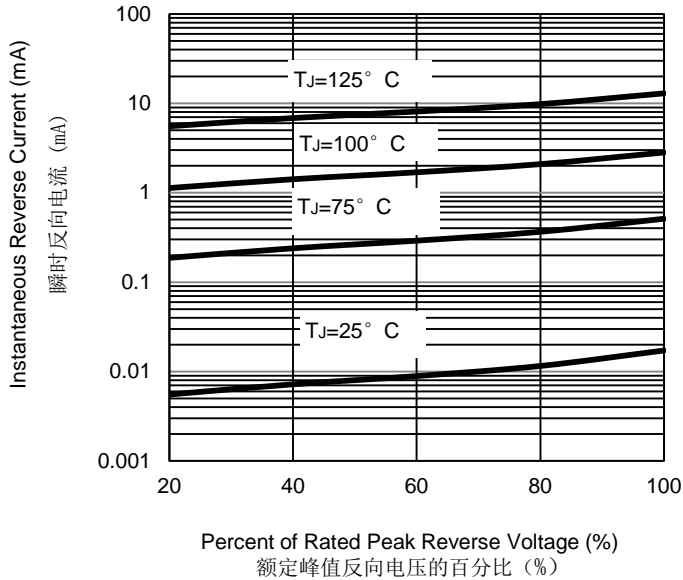 Instantaneous Reverse Current (mA)
瞬时反向电流 (mA)
100
10
1
0.1
0.01
0.001
TJ=125°C
TJ=100°C
TJ=75°C
TJ=25°C
20 40 60 80 100
Percent of Rated Peak Reverse Voltage (%)
额定峰值反向电压的百分比（%）